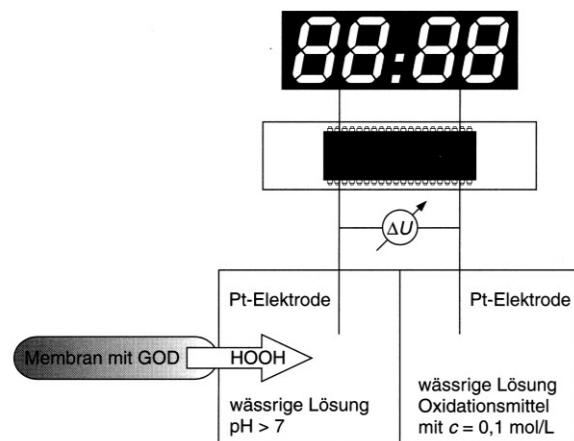 88:88
ΔU
Pt-Elektrode
Pt-Elektrode
Membran mit GOD
HOOH
wässrige Lösung
pH > 7
wässrige Lösung
Oxidationsmittel
mit c = 0,1 mol/L